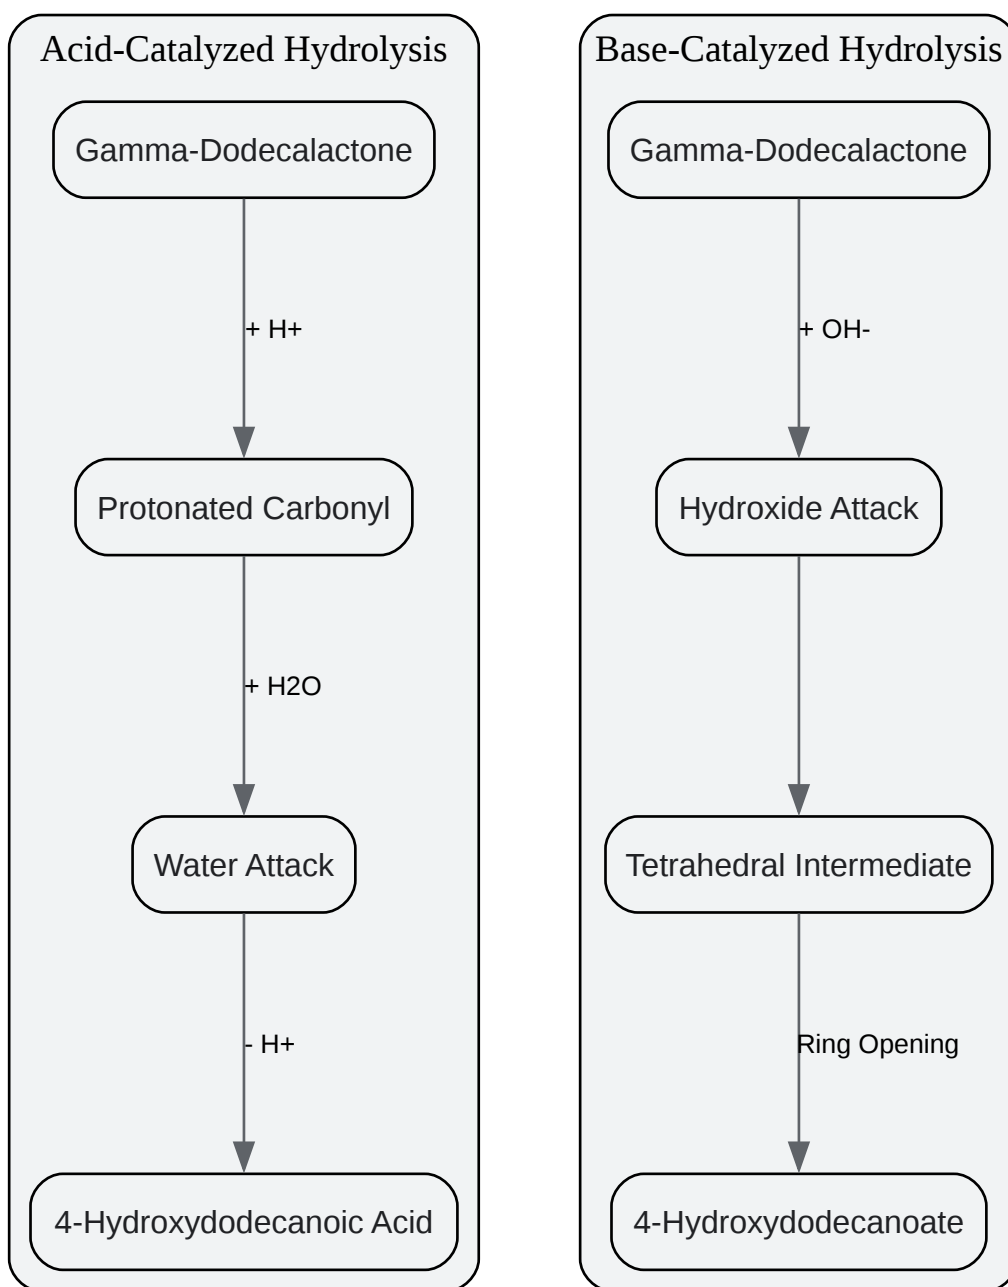 Acid-Catalyzed Hydrolysis
Gamma-Dodecalactone
+ H+
Protonated Carbonyl
+ H2O
Water Attack
- H+
4-Hydroxydodecanoic Acid
Base-Catalyzed Hydrolysis
Gamma-Dodecalactone
+ OH-
Hydroxide Attack
Tetrahedral Intermediate
Ring Opening
4-Hydroxydodecanoate